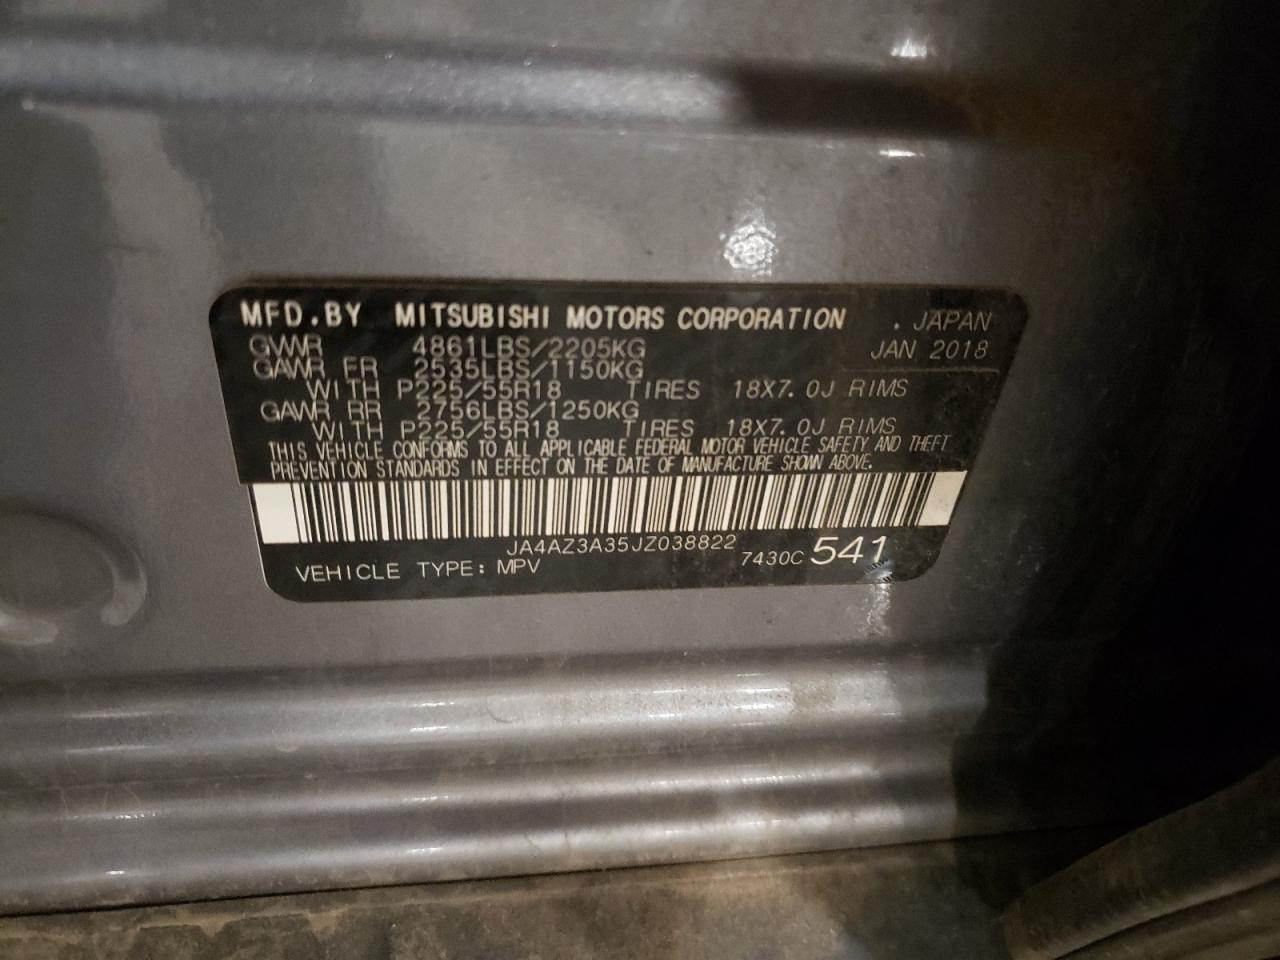 MFD.BY MITSUBISHI MOTORS CORPORATION . JAPAN
GVWR 4861LBS/2205KG JAN 2018
GAWR FR 2535LBS/1150KG
WITH P225/55R18 TIRES 18X7.0J RIMS
GAWR RR 2756LBS/1250KG
WITH P225/55R18 TIRES 18X7.0J RIMS
THIS VEHICLE CONFORMS TO ALL APPLICABLE FEDERAL MOTOR VEHICLE SAFETY AND THEFT
PREVENTION STANDARDS IN EFFECT ON THE DATE OF MANUFACTURE SHOWN ABOVE.
JA4AZ3A35JZ038822
VEHICLE TYPE: MPV 7430C 541